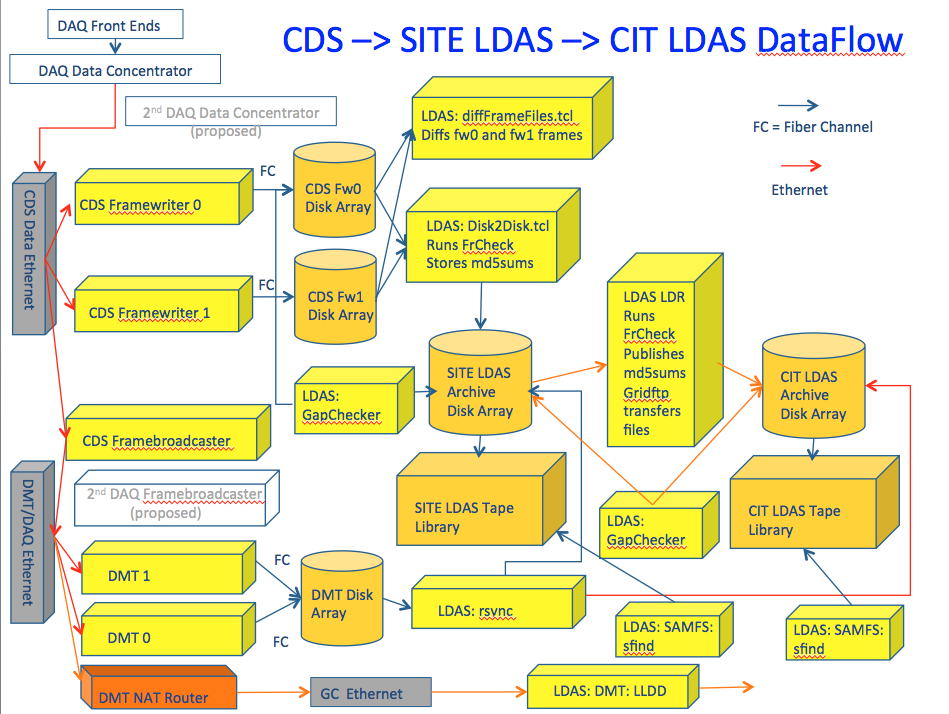 DAQ Front Ends
CDS –> SITE LDAS –> CIT LDAS DataFlow
DAQ Data Concentrator
2nd DAQ Data Concentrator
(proposed)
LDAS: diffFrameFiles.tcl
Diffs fw0 and fw1 frames
FC = Fiber Channel
Ethernet
CDS Data Ethernet
CDS Framewriter 0
FC
CDS Fw0
Disk Array
LDAS: Disk2Disk.tcl
Runs FrCheck
Stores md5sums
CDS Framewriter 1
FC
CDS Fw1
Disk Array
LDAS LDR
Runs
FrCheck
Publishes
md5sums
Gridftp
transfers
files
LDAS:
GapChecker
SITE LDAS
Archive
Disk Array
CIT LDAS
Archive
Disk Array
CDS Framebroadcaster
DMT/DAQ Ethernet
2nd DAQ Framebroadcaster
(proposed)
SITE LDAS Tape
Library
LDAS:
GapChecker
CIT LDAS Tape
Library
DMT 1
FC
DMT Disk
Array
LDAS: rsync
DMT 0
FC
LDAS: SAMFS:
sfind
LDAS: SAMFS:
sfind
DMT NAT Router
GC Ethernet
LDAS: DMT: LLDD